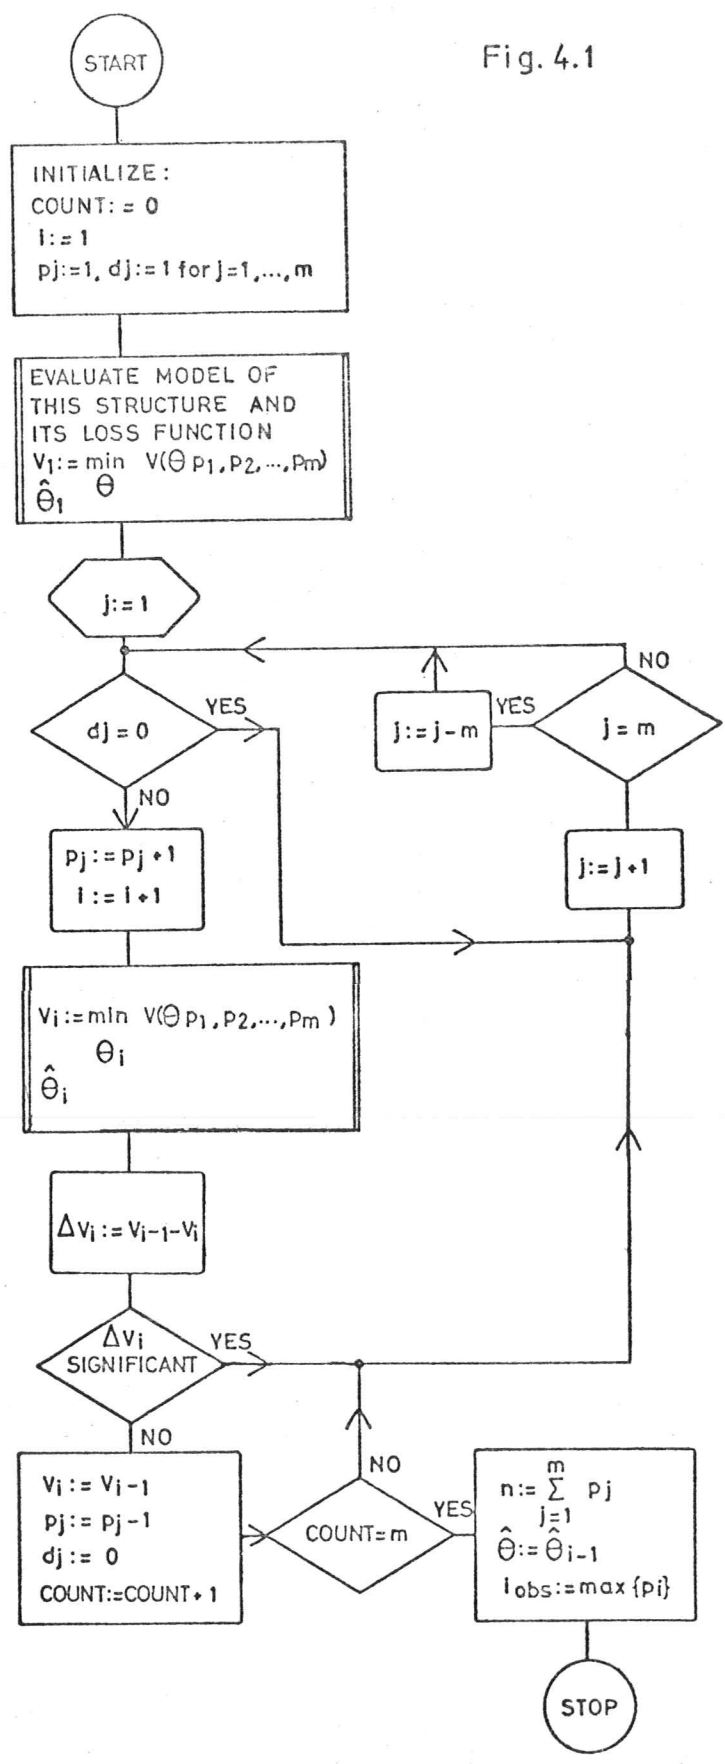 START
Fig. 4.1
INITIALIZE:
COUNT:=0
i:=1
pj:=1, dj:=1 for j=1,...,m
EVALUATE MODEL OF
THIS STRUCTURE AND
ITS LOSS FUNCTION
V1:=min V(θ p1,p2,...,pm)
θ̂1 θ
j:=1
NO
dj=0
YES
j:=j-m
YES
j=m
NO
pj:=pj+1
i:=i+1
j:=j+1
Vi:=min V(θ p1,p2,...,pm)
θi
θ̂i
ΔVi:=Vi-1-Vi
ΔVi
SIGNIFICANT
YES
NO
Vi:=Vi-1
pj:=pj-1
dj:=0
COUNT:=COUNT+1
NO
COUNT=m
YES
m
n:=Σ pj
j=1
θ̂:=θ̂i-1
iobs:=max{pi}
STOP